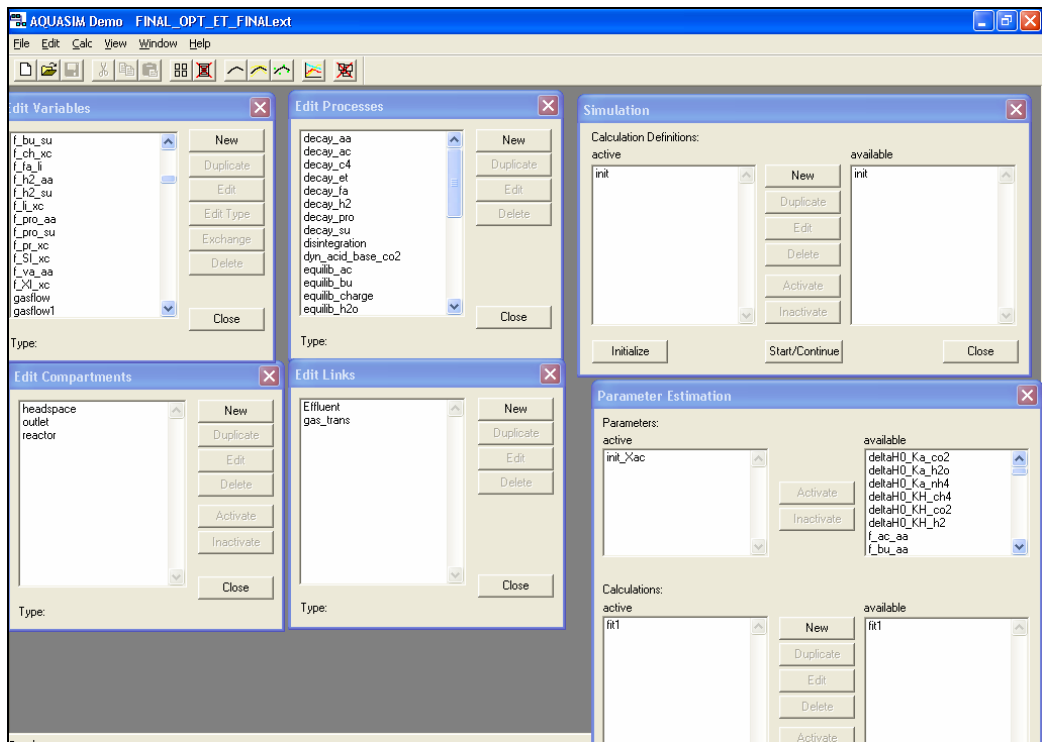 AQUASIM Demo FINAL_OPT_ET_FINALext
File Edit Calc View Window Help
Edit Variables
f_bu_su
f_ch_xc
f_fa_li
f_h2_aa
f_h2_su
f_li_xc
f_pro_aa
f_pro_su
f_pr_xc
f_SI_xc
f_va_aa
f_XI_xc
gasflow
gasflow1
New
Duplicate
Edit
Edit Type
Exchange
Delete
Close
Type:
Edit Processes
decay_aa
decay_ac
decay_c4
decay_et
decay_fa
decay_h2
decay_pro
decay_su
disintegration
dyn_acid_base_co2
equilib_ac
equilib_bu
equilib_charge
equilib_h2o
New
Duplicate
Edit
Delete
Close
Type:
Simulation
Calculation Definitions:
active
available
init
init
New
Duplicate
Edit
Delete
Activate
Inactivate
Initialize
Start/Continue
Close
Edit Compartments
headspace
outlet
reactor
New
Duplicate
Edit
Delete
Activate
Inactivate
Close
Type:
Edit Links
Effluent
gas_trans
New
Duplicate
Edit
Delete
Close
Type:
Parameter Estimation
Parameters:
active
available
init_Xac
Activate
Inactivate
deltaH0_Ka_co2
deltaH0_Ka_h2o
deltaH0_Ka_nh4
deltaH0_KH_ch4
deltaH0_KH_co2
deltaH0_KH_h2
f_ac_aa
f_bu_aa
Calculations:
active
available
fit1
fit1
New
Duplicate
Edit
Delete
Activate